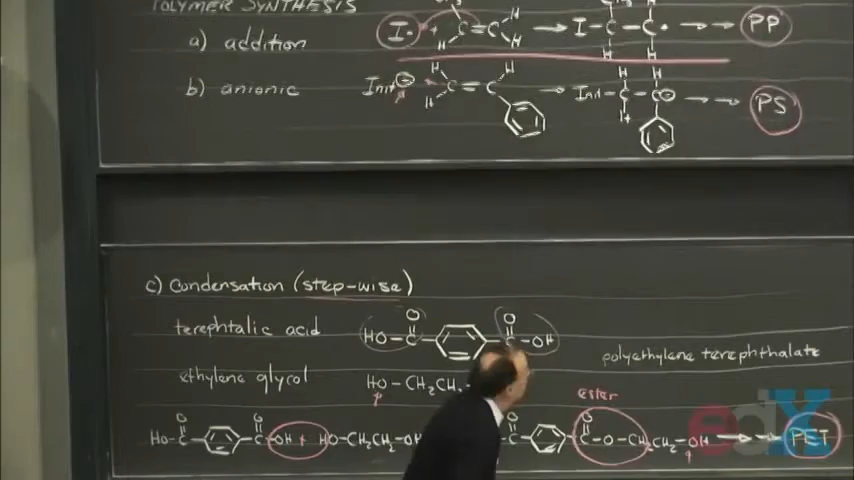 POLYMER SYNTHESIS
a) addition I• + C=C H H H → I-C-C• H H H →→ PP
b) anionic Init⊖ H H C=C H → Init-C-C⊖ H H H →→ PS
c) Condensation (step-wise)
terephtalic acid HO-C O C-OH O
polyethylene terephthalate
ethylene glycol HO-CH2CH2
ester
HO-C O C-OH O + HO-CH2CH2-OH C O C-O-CH2CH2-OH O →→ PET
edX